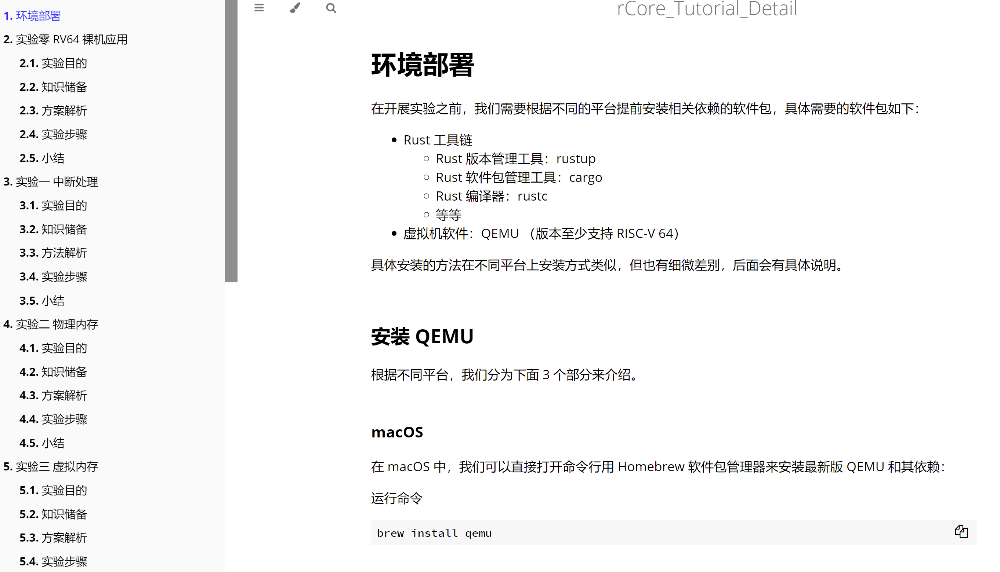 1. 环境部署
2. 实验零 RV64 裸机应用
2.1. 实验目的
2.2. 知识储备
2.3. 方案解析
2.4. 实验步骤
2.5. 小结
3. 实验一 中断处理
3.1. 实验目的
3.2. 知识储备
3.3. 方法解析
3.4. 实验步骤
3.5. 小结
4. 实验二 物理内存
4.1. 实验目的
4.2. 知识储备
4.3. 方案解析
4.4. 实验步骤
4.5. 小结
5. 实验三 虚拟内存
5.1. 实验目的
5.2. 知识储备
5.3. 方案解析
5.4. 实验步骤
rCore_Tutorial_Detail
环境部署
在开展实验之前，我们需要根据不同的平台提前安装相关依赖的软件包，具体需要的软件包如下：
Rust 工具链
Rust 版本管理工具：rustup
Rust 软件包管理工具：cargo
Rust 编译器：rustc
等等
虚拟机软件：QEMU （版本至少支持 RISC-V 64）
具体安装的方法在不同平台上安装方式类似，但也有细微差别，后面会有具体说明。
安装 QEMU
根据不同平台，我们分为下面 3 个部分来介绍。
macOS
在 macOS 中，我们可以直接打开命令行用 Homebrew 软件包管理器来安装最新版 QEMU 和其依赖：
运行命令
brew install qemu